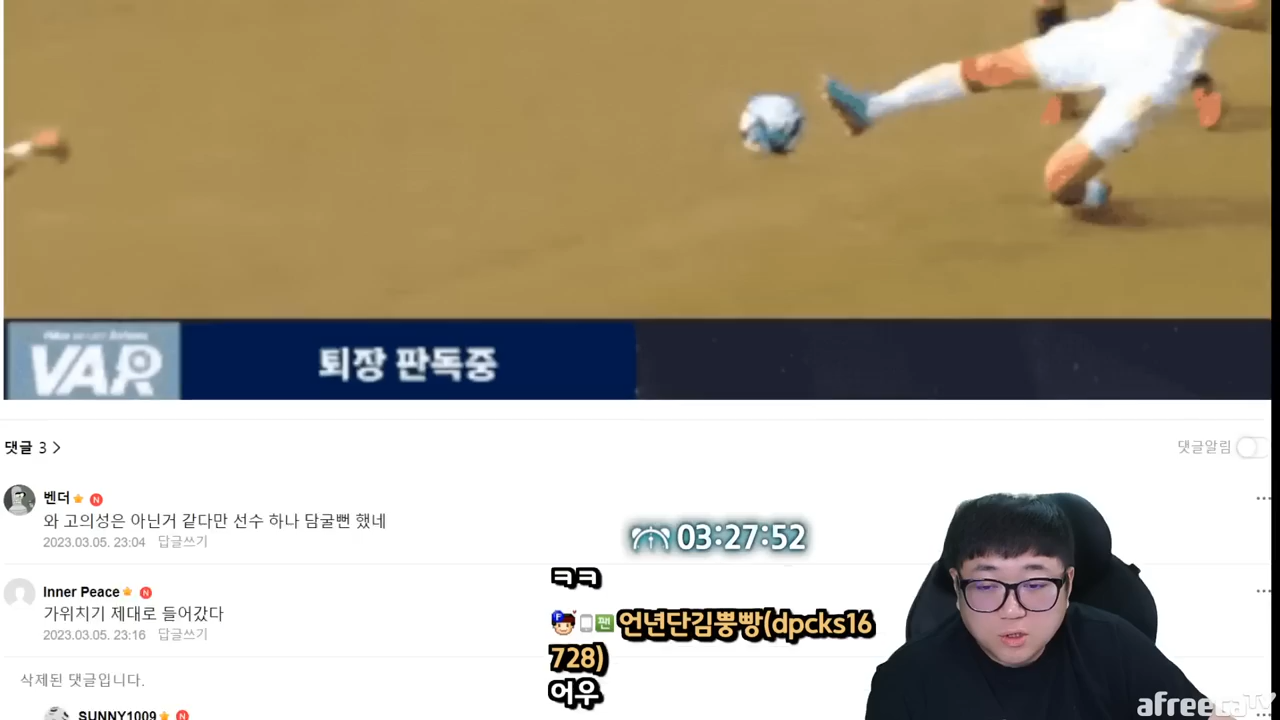 VAR
퇴장 판독중
댓글 3 >
댓글알림
벤더 N
와 고의성은 아닌거 같다만 선수 하나 담굴뻔 했네
2023.03.05. 23:04 답글쓰기
03:27:52
ㅋㅋ
Inner Peace N
가위치기 제대로 들어갔다
2023.03.05. 23:16 답글쓰기
F 팬 언년단김뿡빵(dpcks16
728)
어우
삭제된 댓글입니다.
SUNNY1009 N
afreecaTV